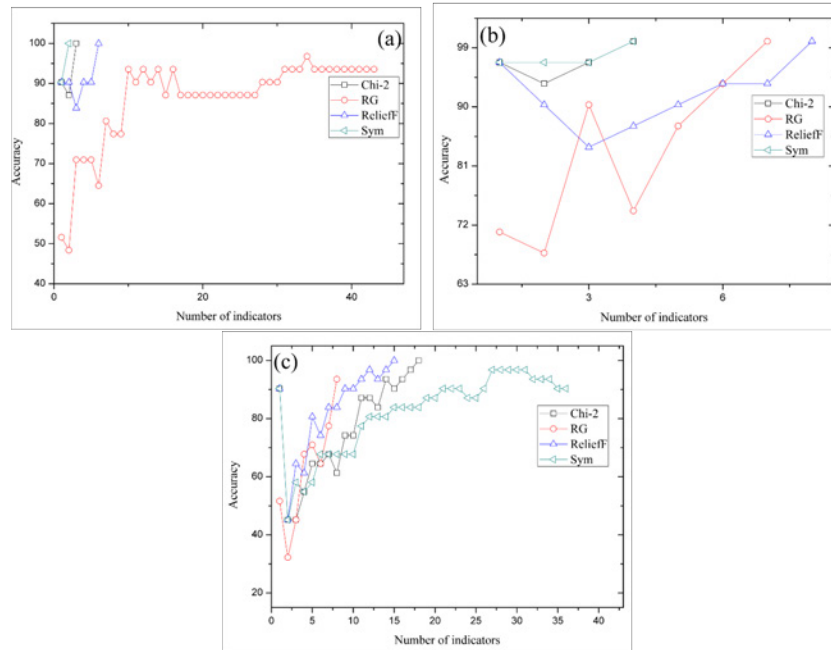 (a)
100
90
80
70
60
50
40
Accuracy
0
20
40
Number of indicators
Chi-2
RG
ReliefF
Sym
(b)
99
90
81
72
63
Accuracy
3
6
Number of indicators
Chi-2
RG
ReliefF
Sym
(c)
100
80
60
40
20
Accuracy
0
5
10
15
20
25
30
35
40
Number of indicators
Chi-2
RG
ReliefF
Sym